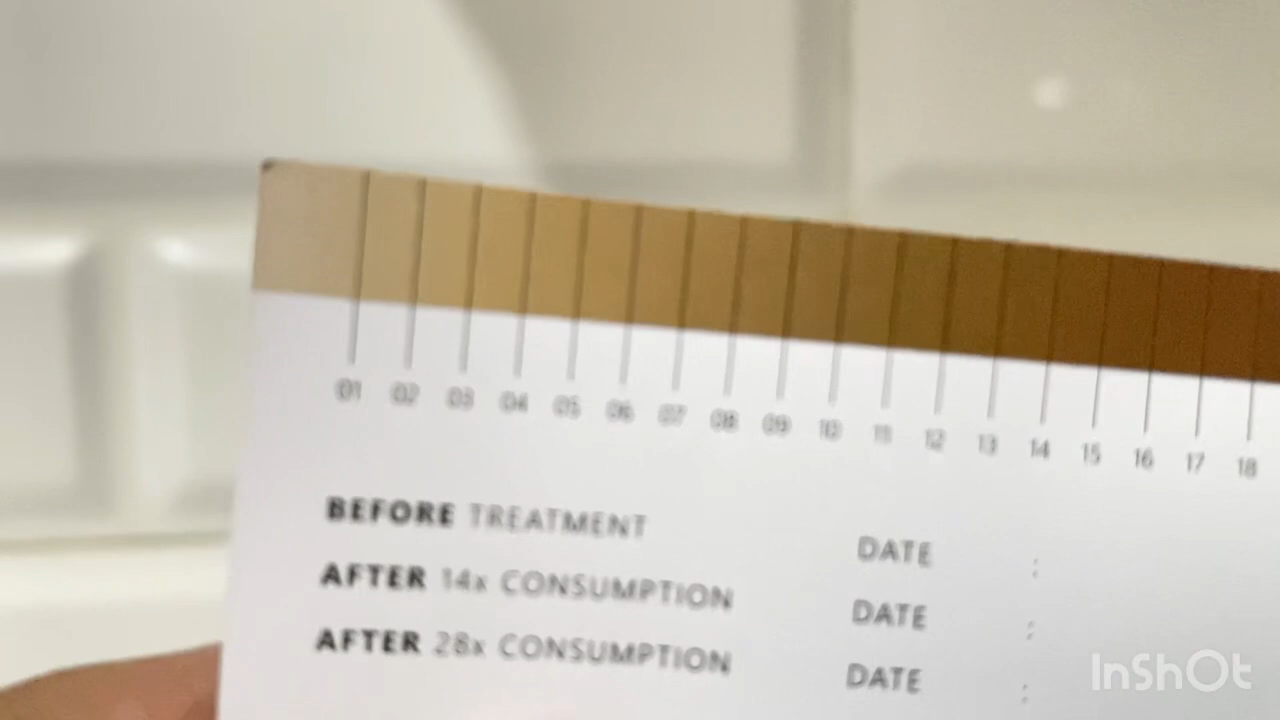 01 02 03 04 05 06 07 08 09 10 11 12 13 14 15 16 17 18
BEFORE TREATMENT DATE :
AFTER 14x CONSUMPTION DATE :
AFTER 28x CONSUMPTION DATE :
InShOt